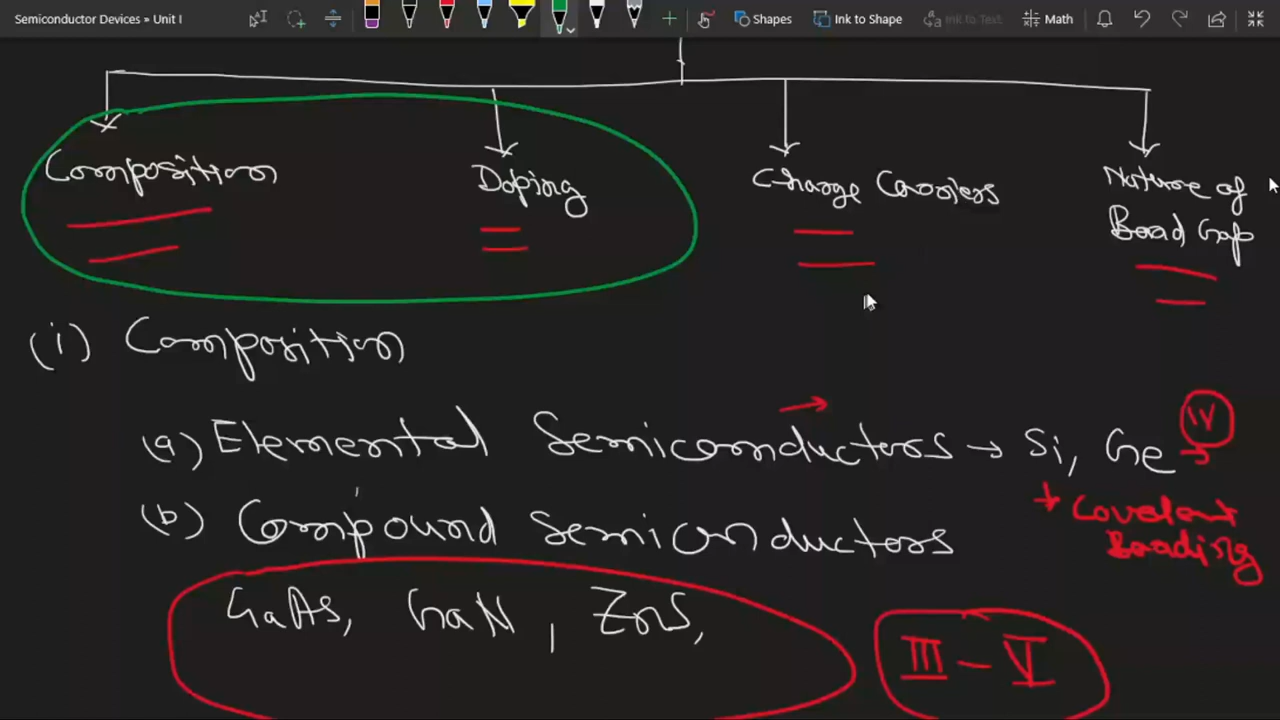 Semiconductor Devices » Unit I
Shapes
Ink to Shape
Ink to Text
Math
Composition
Doping
Charge Carriers
Nature of
Band Gap
(i) Composition
(a) Elemental Semiconductors → Si, Ge →
IV
+ Covalent
Bonding
(b) Compound Semiconductors
GaAs, GaN, ZnS,
III - V